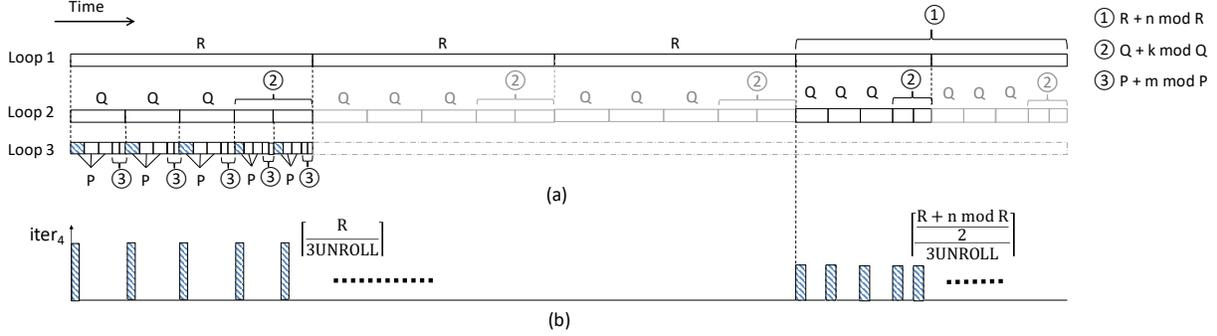 Time
① R + n mod R
② Q + k mod Q
③ P + m mod P
①
R R R
Loop 1
② ② ② ② ②
Q Q Q Q Q Q Q Q Q Q Q Q Q Q Q
Loop 2
Loop 3
P ③ P ③ P ③ P ③ P ③
(a)
iter₄
⌈R / 3UNROLL⌉
⌈(R + n mod R / 2) / 3UNROLL⌉
(b)